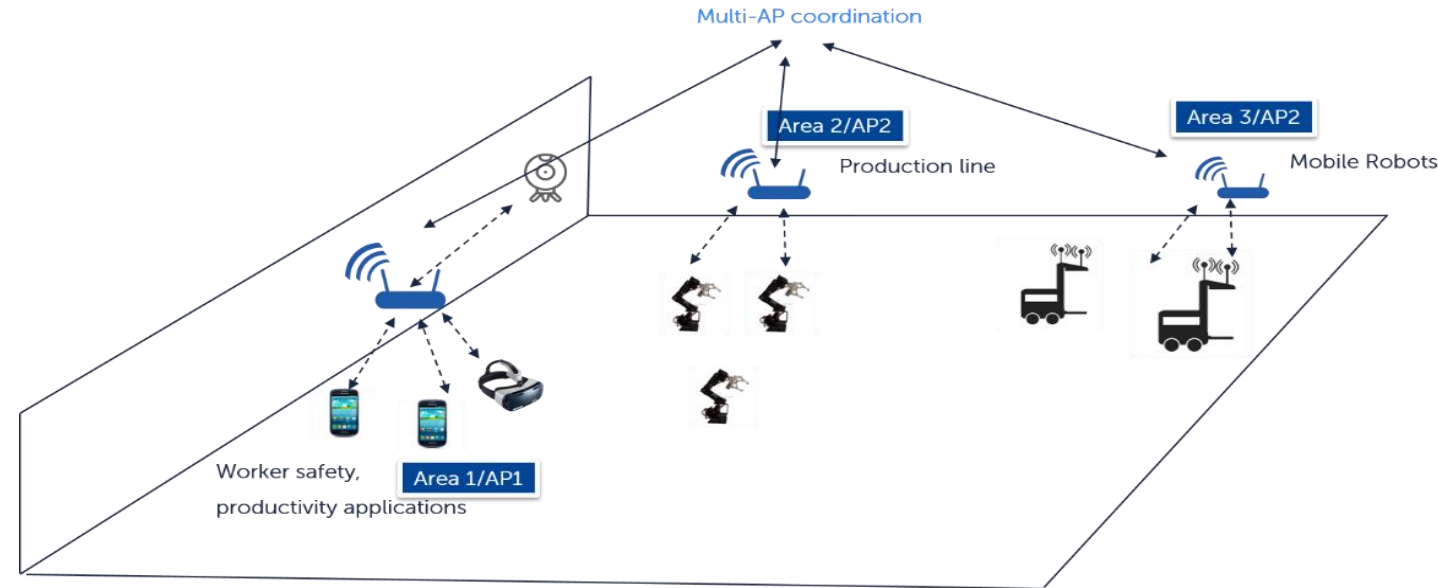 Multi-AP coordination
Area 2/AP2
Area 3/AP2
Production line
Mobile Robots
Worker safety,
productivity applications
Area 1/AP1